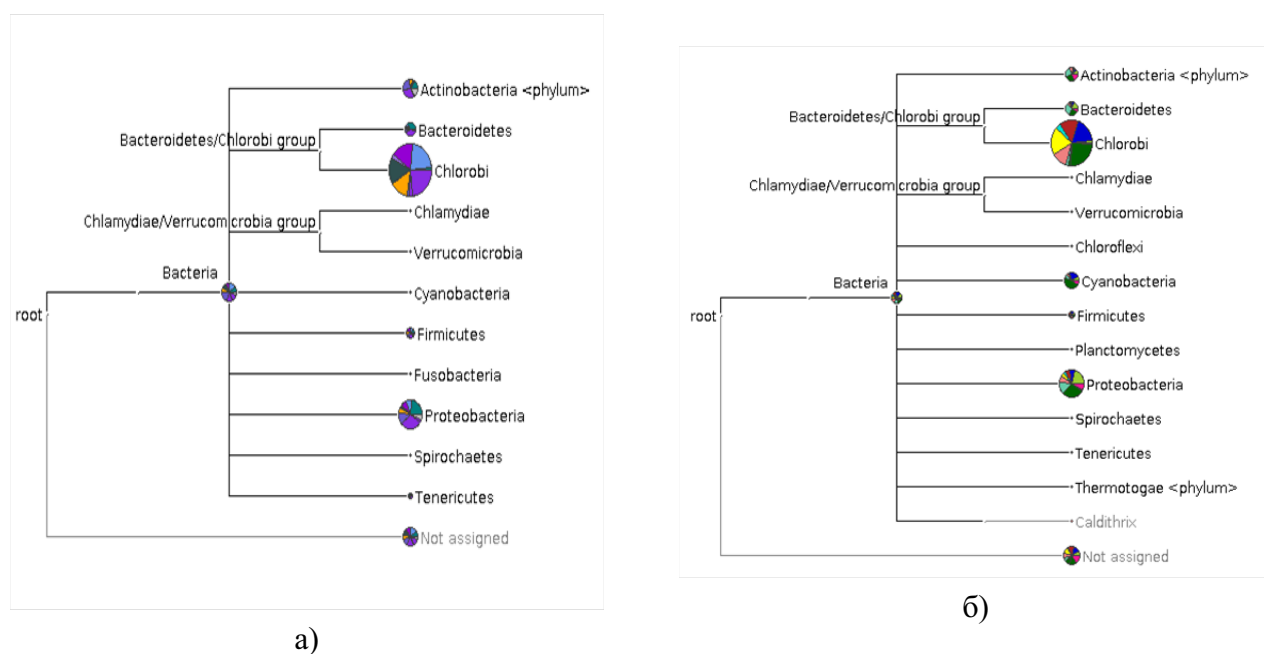 Actinobacteria <phylum>
Bacteroidetes/Chlorobi group
Bacteroidetes
Chlorobi
Chlamydiae/Verrucomicrobia group
Chlamydiae
Verrucomicrobia
Bacteria
Cyanobacteria
root
Firmicutes
Fusobacteria
Proteobacteria
Spirochaetes
Tenericutes
Not assigned
а)
Actinobacteria <phylum>
Bacteroidetes/Chlorobi group
Bacteroidetes
Chlorobi
Chlamydiae/Verrucomicrobia group
Chlamydiae
Verrucomicrobia
Chloroflexi
Bacteria
Cyanobacteria
root
Firmicutes
Planctomycetes
Proteobacteria
Spirochaetes
Tenericutes
Thermotogae <phylum>
Caldithrix
Not assigned
б)